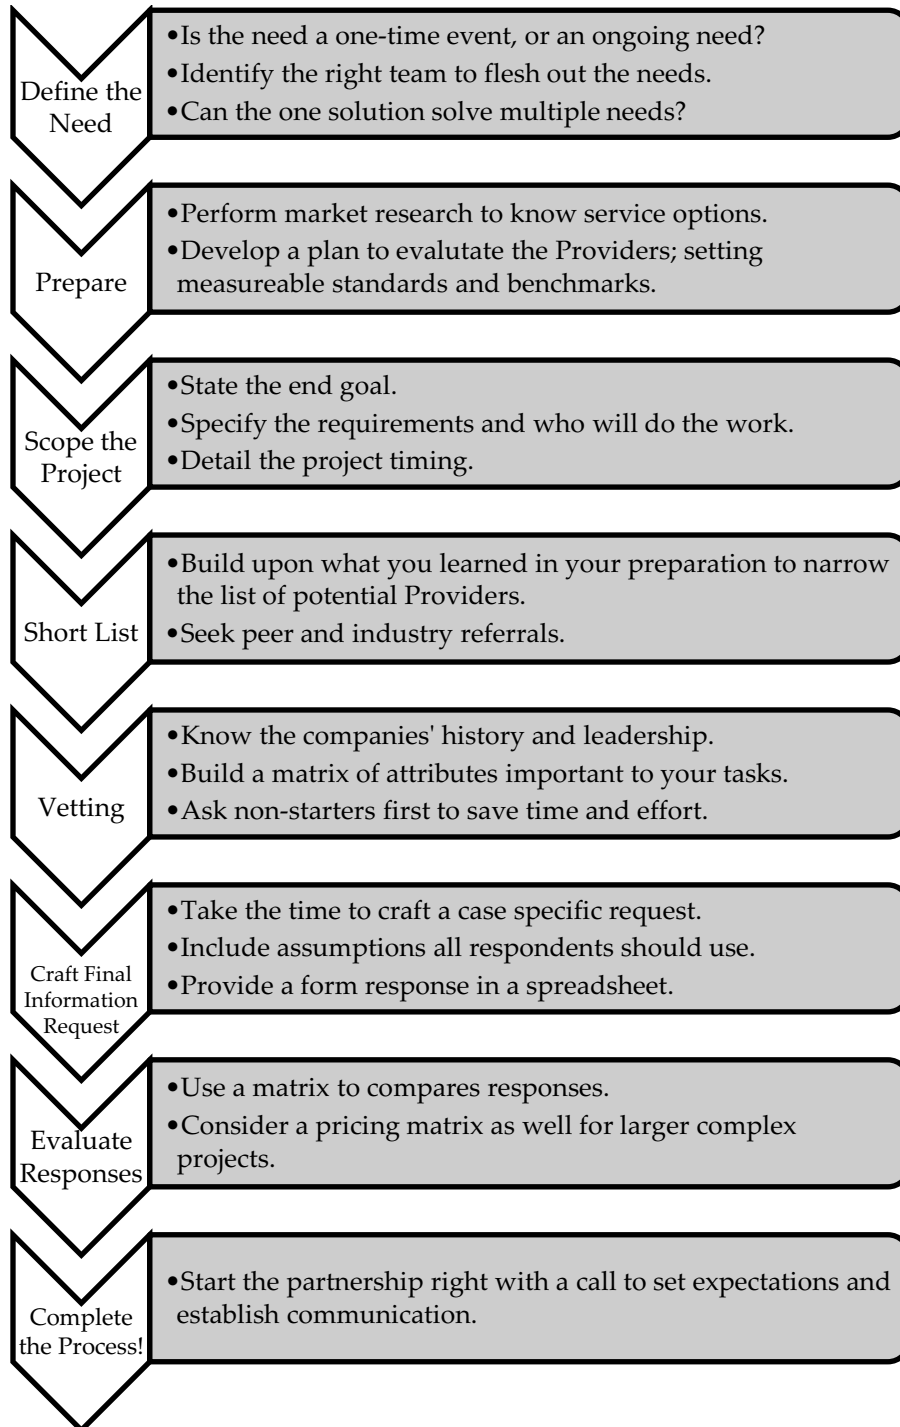 Define the
Need
•Is the need a one-time event, or an ongoing need?
•Identify the right team to flesh out the needs.
•Can the one solution solve multiple needs?
Prepare
•Perform market research to know service options.
•Develop a plan to evalutate the Providers; setting
measureable standards and benchmarks.
Scope the
Project
•State the end goal.
•Specify the requirements and who will do the work.
•Detail the project timing.
Short List
•Build upon what you learned in your preparation to narrow
the list of potential Providers.
•Seek peer and industry referrals.
Vetting
•Know the companies' history and leadership.
•Build a matrix of attributes important to your tasks.
•Ask non-starters first to save time and effort.
Craft Final
Information
Request
•Take the time to craft a case specific request.
•Include assumptions all respondents should use.
•Provide a form response in a spreadsheet.
Evaluate
Responses
•Use a matrix to compares responses.
•Consider a pricing matrix as well for larger complex
projects.
Complete
the Process!
•Start the partnership right with a call to set expectations and
establish communication.